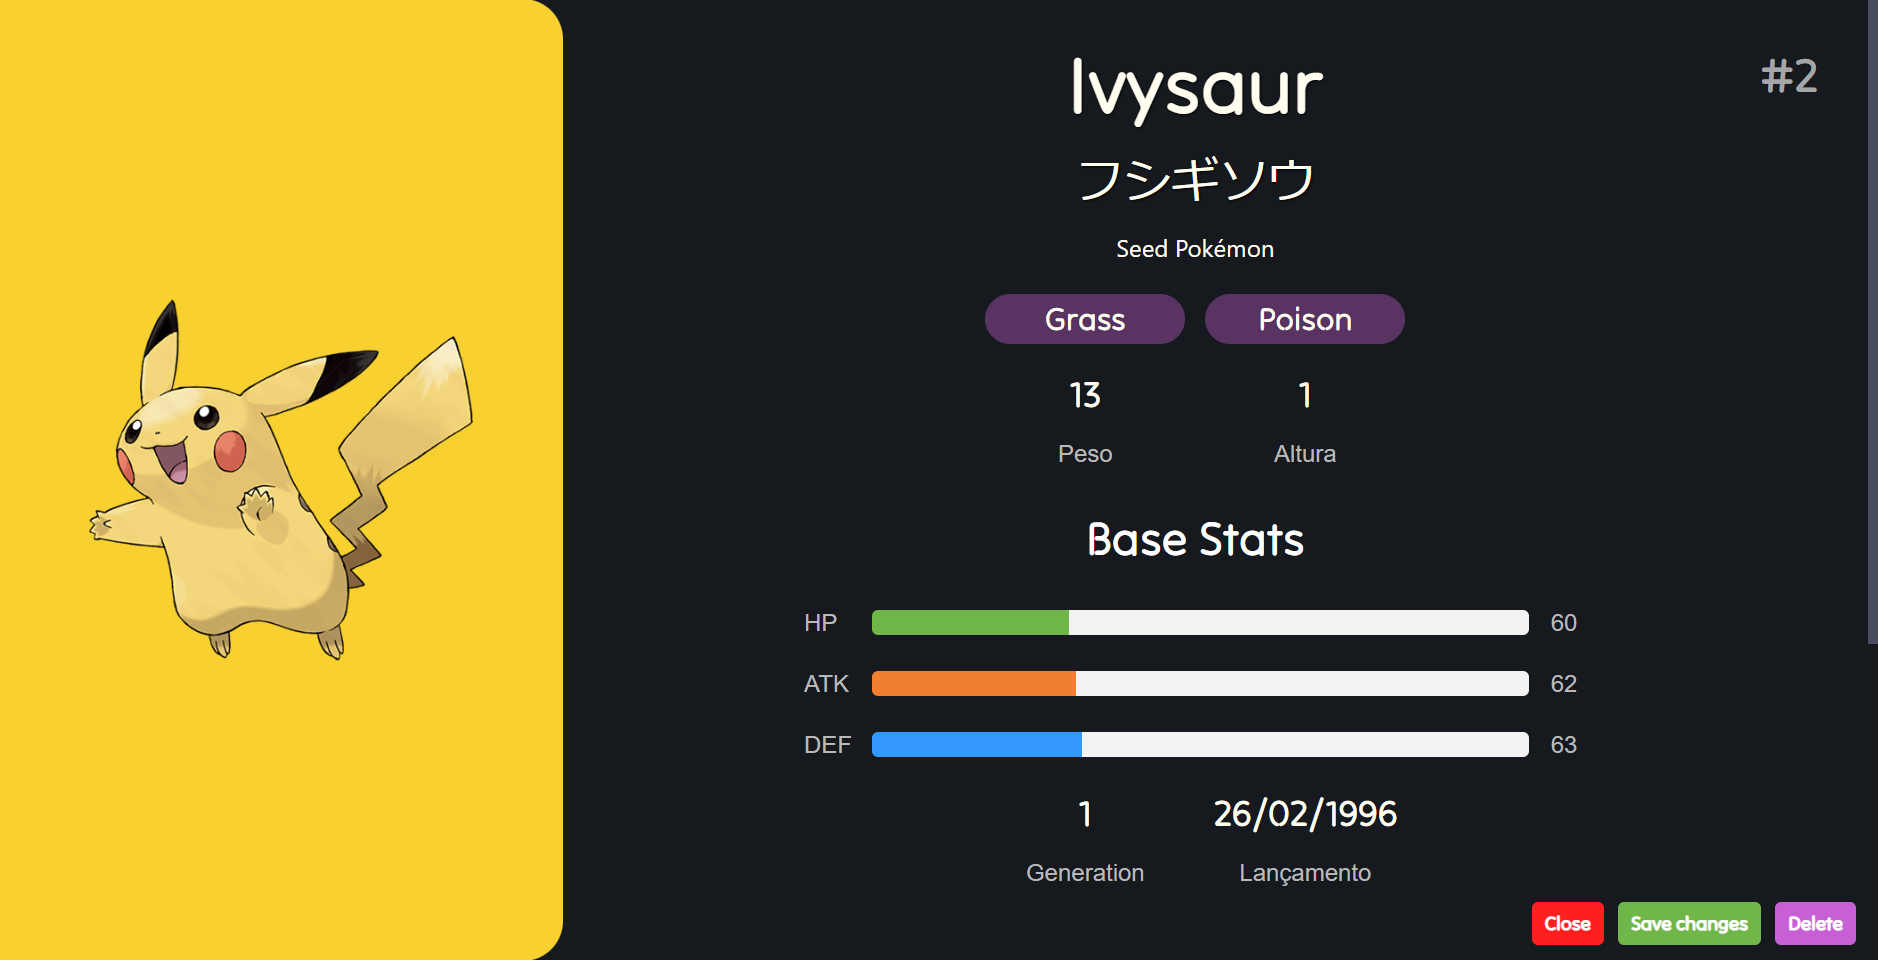 Ivysaur
#2
フシギソウ
Seed Pokémon
Grass Poison
13 1
Peso Altura
Base Stats
HP 60
ATK 62
DEF 63
1 26/02/1996
Generation Lançamento
Close Save changes Delete